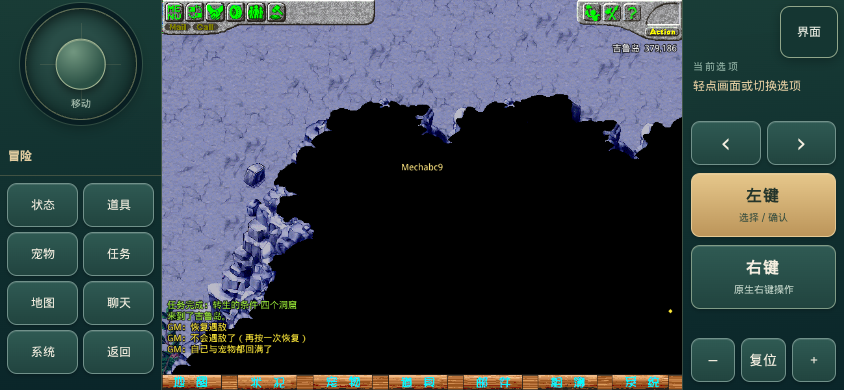 移动
冒险
状态
道具
宠物
任务
地图
聊天
系统
返回
Mail Call
Action
吉鲁岛 379,186
Mechabc9
任务完成：转生的条件 四个洞窟
来到了吉鲁岛。
GM：恢复遇敌
GM：不会遇敌了（再按一次恢复）
GM：自己与宠物都回满了
界面
当前选项
轻点画面或切换选项
‹
›
左键
选择 / 确认
右键
原生右键操作
−
复位
+